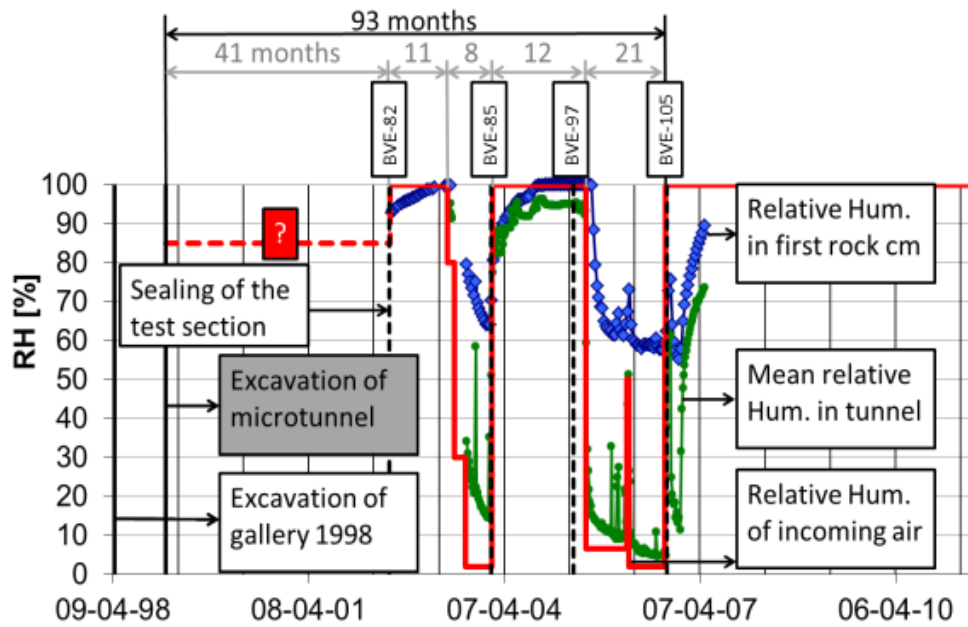 93 months
41 months
11
8
12
21
BVE-82
BVE-85
BVE-97
BVE-105
RH [%]
100
90
80
70
60
50
40
30
20
10
0
?
Sealing of the
test section
Excavation of
microtunnel
Excavation of
gallery 1998
Relative Hum.
in first rock cm
Mean relative
Hum. in tunnel
Relative Hum.
of incoming air
09-04-98
08-04-01
07-04-04
07-04-07
06-04-10